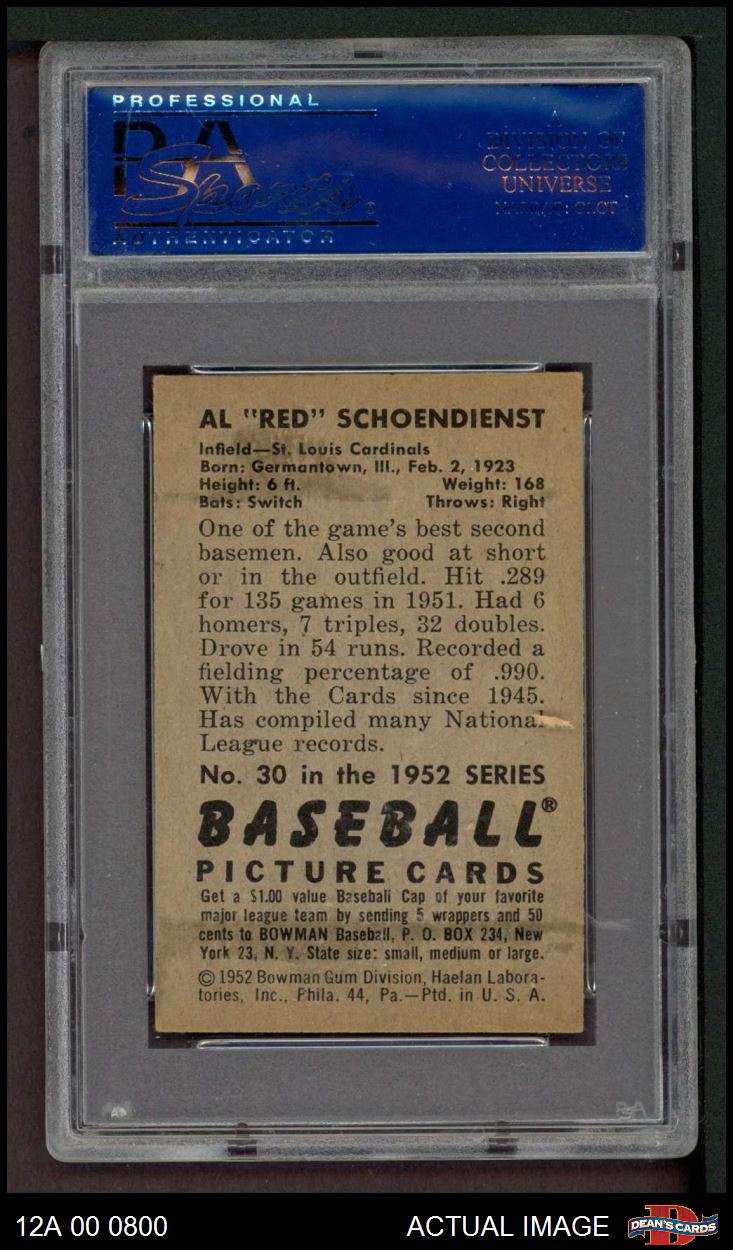 PROFESSIONAL
PSA
Sports
AUTHENTICATOR
A
DIVISION OF
COLLECTORS
UNIVERSE
NASDAQ: CLCT
AL "RED" SCHOENDIENST
Infield—St. Louis Cardinals
Born: Germantown, Ill., Feb. 2, 1923
Height: 6 ft. Weight: 168
Bats: Switch Throws: Right
One of the game's best second
basemen. Also good at short
or in the outfield. Hit .289
for 135 games in 1951. Had 6
homers, 7 triples, 32 doubles.
Drove in 54 runs. Recorded a
fielding percentage of .990.
With the Cards since 1945.
Has compiled many National
League records.
No. 30 in the 1952 SERIES
BASEBALL®
PICTURE CARDS
Get a $1.00 value Baseball Cap of your favorite
major league team by sending 5 wrappers and 50
cents to BOWMAN Baseball, P. O. BOX 234, New
York 23, N. Y. State size: small, medium or large.
© 1952 Bowman Gum Division, Haelan Labora-
tories, Inc., Phila. 44, Pa.—Ptd. in U. S. A.
PSA
12A 00 0800
ACTUAL IMAGE
DEAN'S CARDS